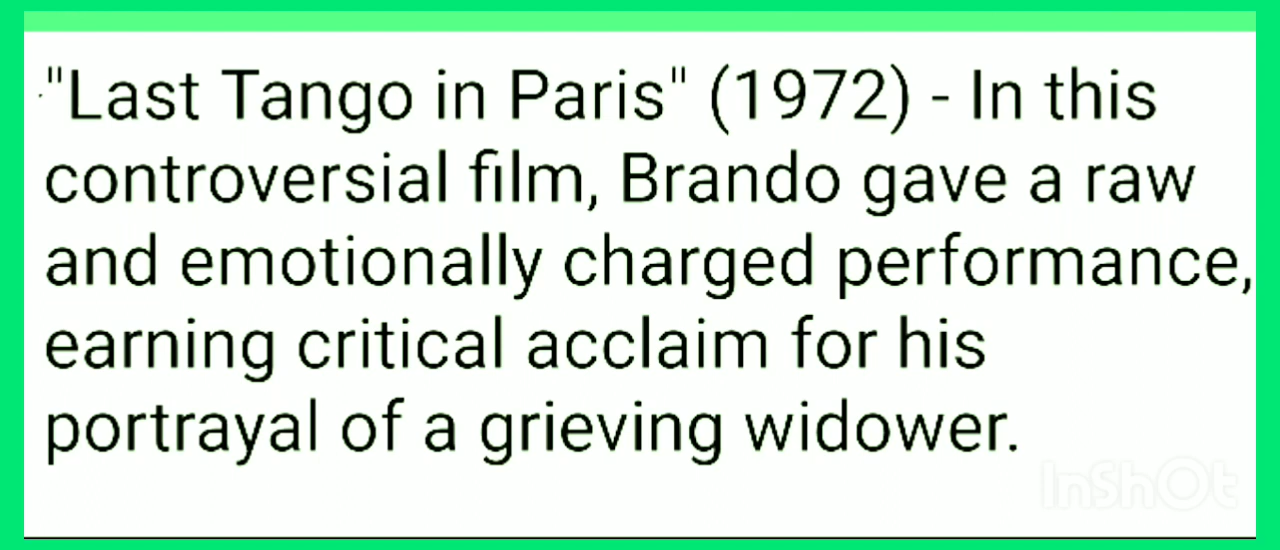 "Last Tango in Paris" (1972) - In this
controversial film, Brando gave a raw
and emotionally charged performance,
earning critical acclaim for his
portrayal of a grieving widower.
InShOt